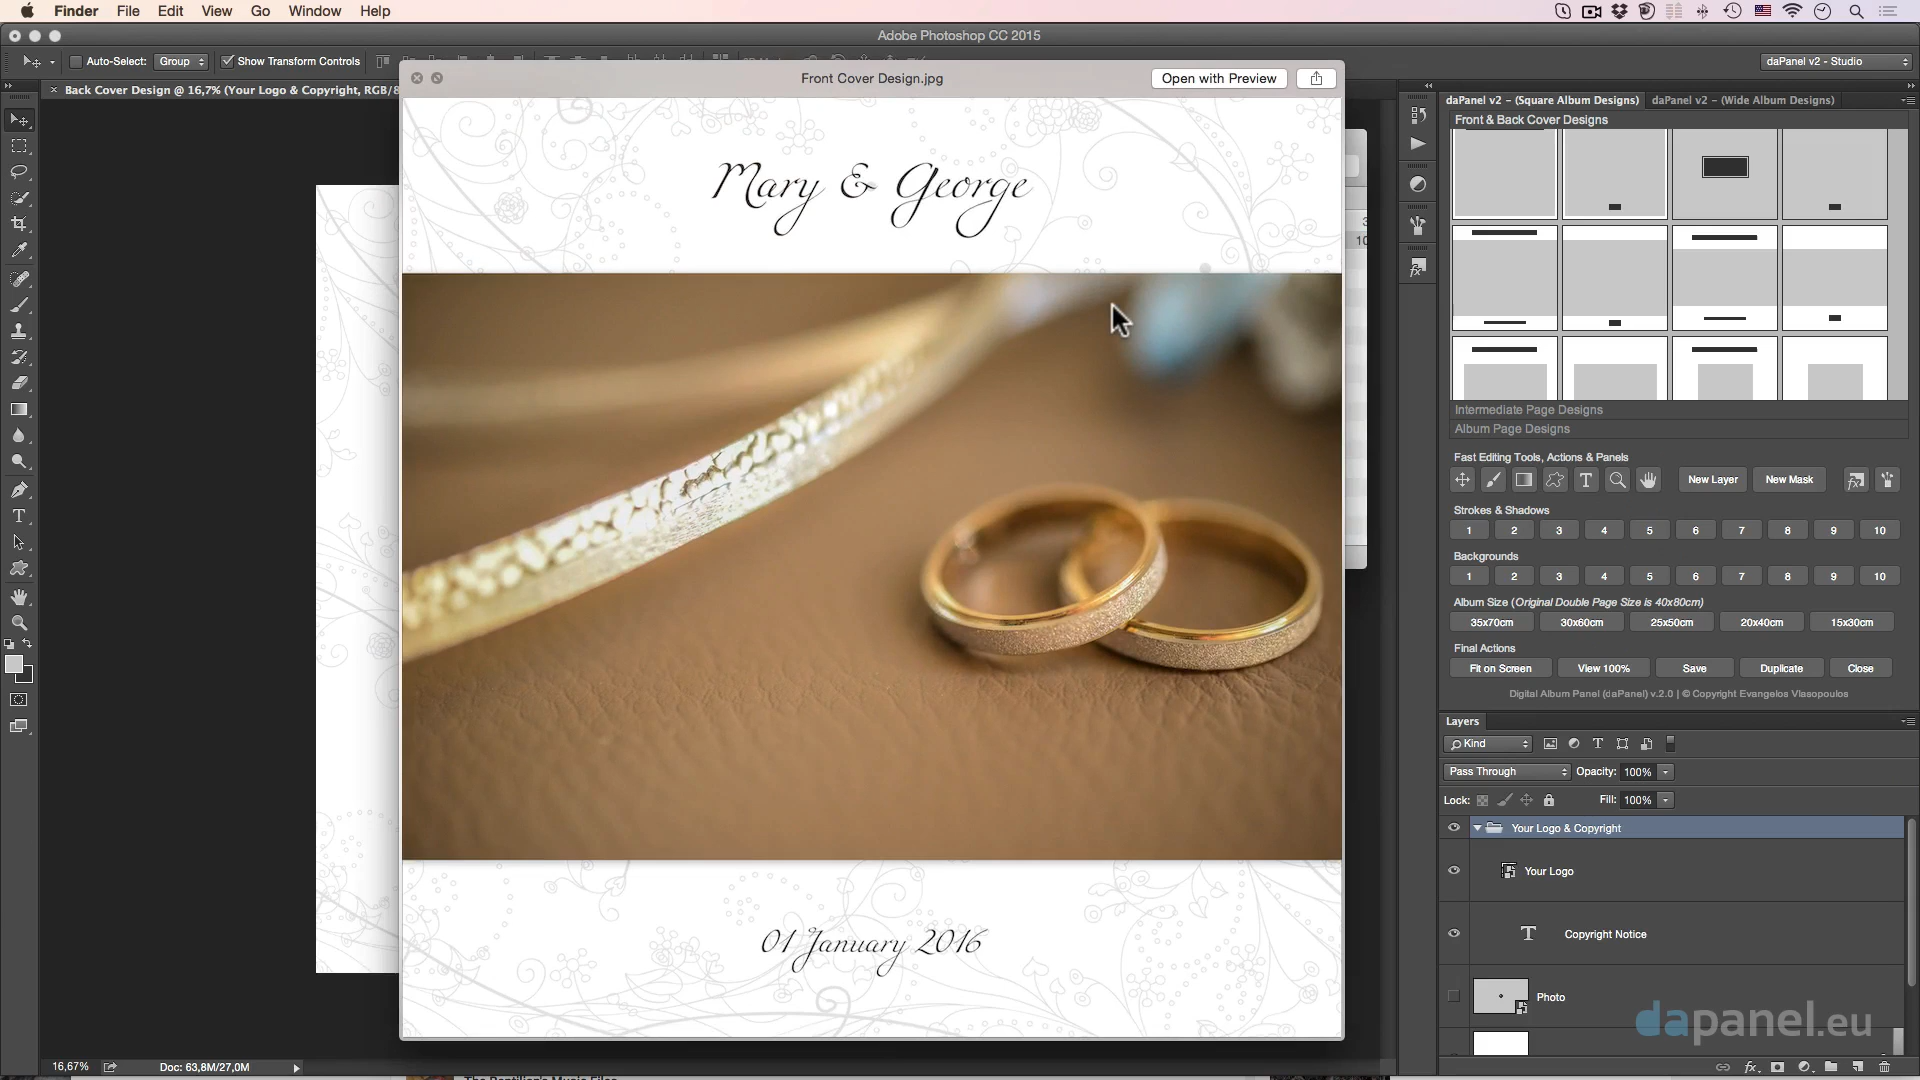 Finder File Edit View Go Window Help
Adobe Photoshop CC 2015
Auto-Select: Group Show Transform Controls
daPanel v2 - Studio
× Back Cover Design @ 16,7% (Your Logo & Copyright, RGB/8
Front Cover Design.jpg
Open with Preview
Mary & George
01 January 2016
daPanel v2 - (Square Album Designs) daPanel v2 - (Wide Album Designs)
Front & Back Cover Designs
Intermediate Page Designs
Album Page Designs
Fast Editing Tools, Actions & Panels
New Layer New Mask
Strokes & Shadows
1 2 3 4 5 6 7 8 9 10
Backgrounds
1 2 3 4 5 6 7 8 9 10
Album Size (Original Double Page Size is 40x80cm)
35x70cm 30x60cm 25x50cm 20x40cm 15x30cm
Final Actions
Fit on Screen View 100% Save Duplicate Close
Digital Album Panel (daPanel) v.2.0 | © Copyright Evangelos Vlasopoulos
Layers
Kind
Pass Through Opacity: 100%
Lock: Fill: 100%
Your Logo & Copyright
Your Logo
T Copyright Notice
Photo
dapanel.eu
16,67% Doc: 63,8M/27,0M